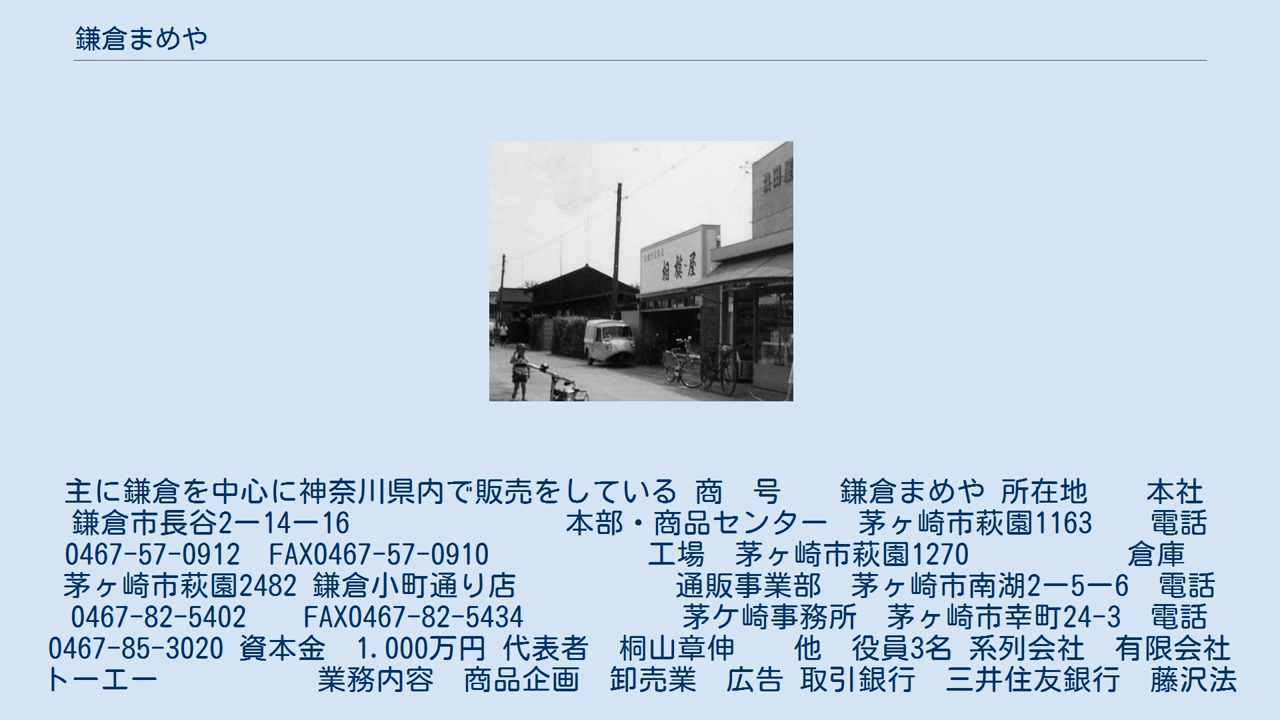 鎌倉まめや
相模屋
主に鎌倉を中心に神奈川県内で販売をしている 商　号　　鎌倉まめや 所在地　　本社
鎌倉市長谷2ー14ー16　　　　　　　本部・商品センター　茅ヶ崎市萩園1163　　電話
0467-57-0912　FAX0467-57-0910　　　　　工場　茅ヶ崎市萩園1270　　　　　倉庫
茅ヶ崎市萩園2482 鎌倉小町通り店　　　　　通販事業部　茅ヶ崎市南湖2ー5ー6　電話
0467-82-5402　　FAX0467-82-5434　　　　　茅ケ崎事務所　茅ヶ崎市幸町24-3　電話
0467-85-3020 資本金　1.000万円 代表者　桐山章伸　　他　役員3名 系列会社　有限会社
トーエー　　　　　業務内容　商品企画　卸売業　広告 取引銀行　三井住友銀行　藤沢法